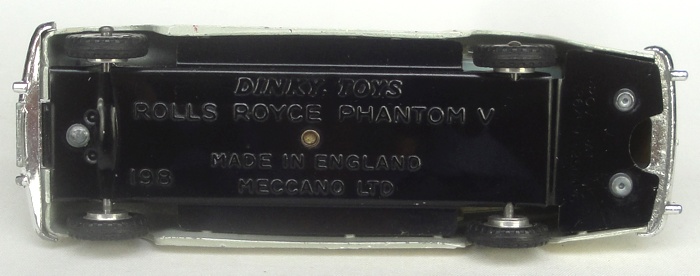 DINKY TOYS
ROLLS ROYCE PHANTOM V
MADE IN ENGLAND
198
MECCANO LTD